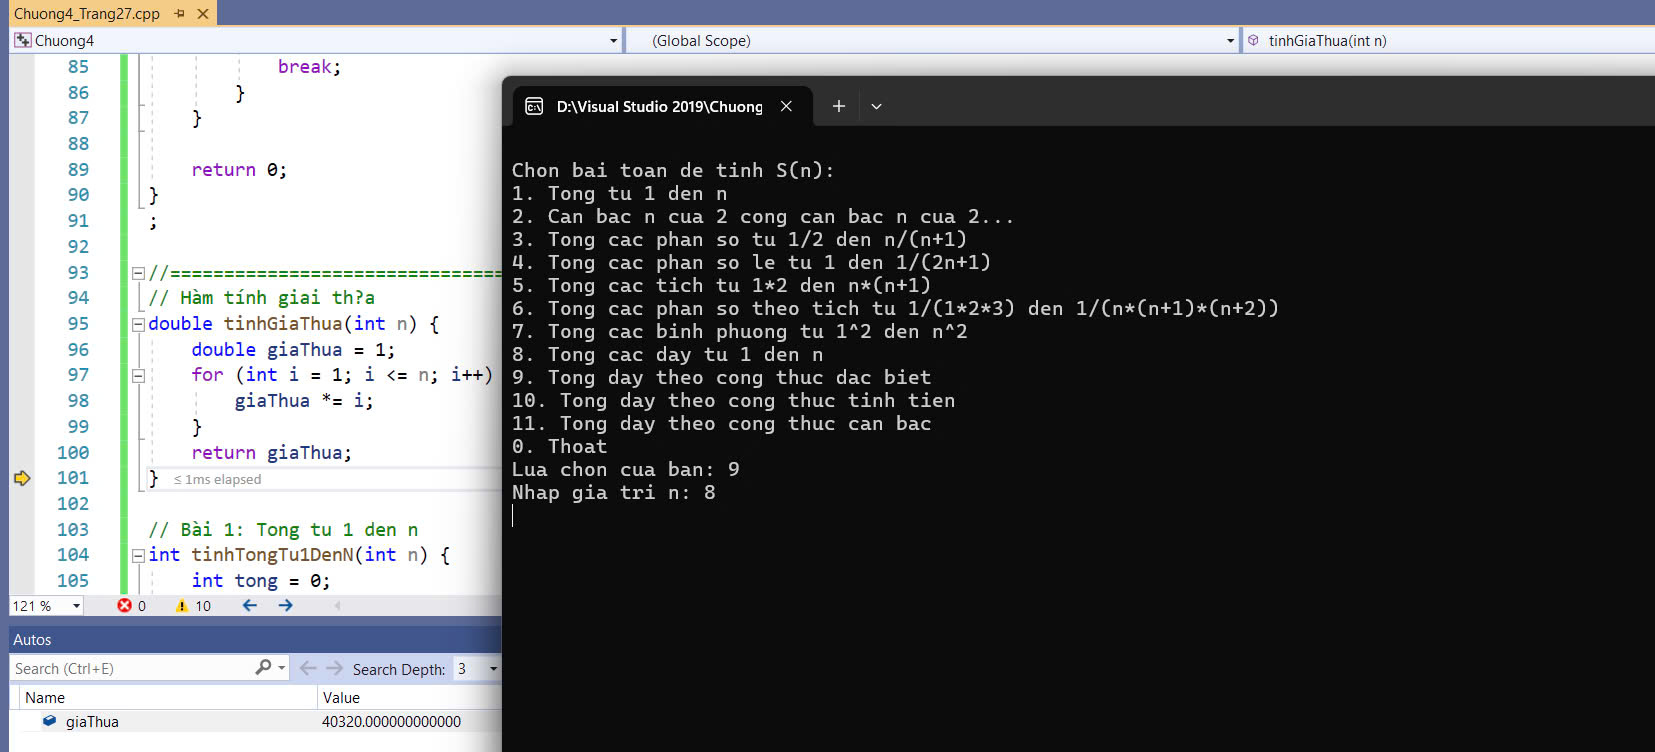 Chuong4_Trang27.cpp
Chuong4
(Global Scope)
tinhGiaThua(int n)
85 break;
86 }
87 }
88
89 return 0;
90 }
91 ;
92
93 //===============================
94 // Hàm tính giai th?a
95 double tinhGiaThua(int n) {
96 double giaThua = 1;
97 for (int i = 1; i <= n; i++)
98 giaThua *= i;
99 }
100 return giaThua;
101 } ≤ 1ms elapsed
102
103 // Bài 1: Tong tu 1 den n
104 int tinhTongTu1DenN(int n) {
105 int tong = 0;
121 %
0
10
Autos
Search (Ctrl+E)
Search Depth: 3
Name Value
giaThua 40320.000000000000
D:\Visual Studio 2019\Chuong
Chon bai toan de tinh S(n):
1. Tong tu 1 den n
2. Can bac n cua 2 cong can bac n cua 2...
3. Tong cac phan so tu 1/2 den n/(n+1)
4. Tong cac phan so le tu 1 den 1/(2n+1)
5. Tong cac tich tu 1*2 den n*(n+1)
6. Tong cac phan so theo tich tu 1/(1*2*3) den 1/(n*(n+1)*(n+2))
7. Tong cac binh phuong tu 1^2 den n^2
8. Tong cac day tu 1 den n
9. Tong day theo cong thuc dac biet
10. Tong day theo cong thuc tinh tien
11. Tong day theo cong thuc can bac
0. Thoat
Lua chon cua ban: 9
Nhap gia tri n: 8